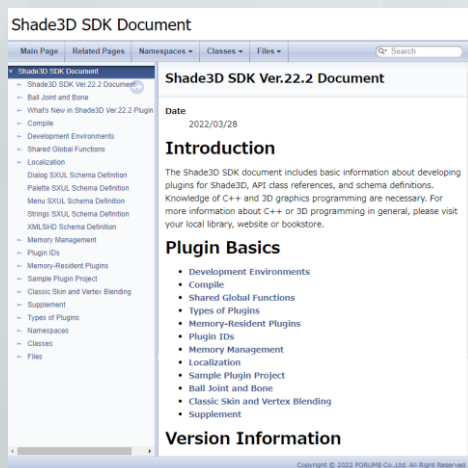 Shade3D SDK Document
Main Page Related Pages Namespaces Classes Files Search
Shade3D SDK Document
Shade3D SDK Ver.22.2 Document
Ball Joint and Bone
What's New in Shade3D Ver.22.2 Plugin
Compile
Development Environments
Shared Global Functions
Localization
Dialog SXUL Schema Definition
Palette SXUL Schema Definition
Menu SXUL Schema Definition
Strings SXUL Schema Definition
XMLSHD Schema Definition
Memory Management
Plugin IDs
Memory-Resident Plugins
Sample Plugin Project
Classic Skin and Vertex Blending
Supplement
Types of Plugins
Namespaces
Classes
Files
Shade3D SDK Ver.22.2 Document
Date
2022/03/28
Introduction
The Shade3D SDK document includes basic information about developing
plugins for Shade3D, API class references, and schema definitions.
Knowledge of C++ and 3D graphics programming are necessary. For
more information about C++ or 3D programming in general, please visit
your local library, website or bookstore.
Plugin Basics
Development Environments
Compile
Shared Global Functions
Types of Plugins
Memory-Resident Plugins
Plugin IDs
Memory Management
Localization
Sample Plugin Project
Ball Joint and Bone
Classic Skin and Vertex Blending
Supplement
Version Information
Copyright © 2022 FORUM8 Co.,Ltd. All Right Reserved.